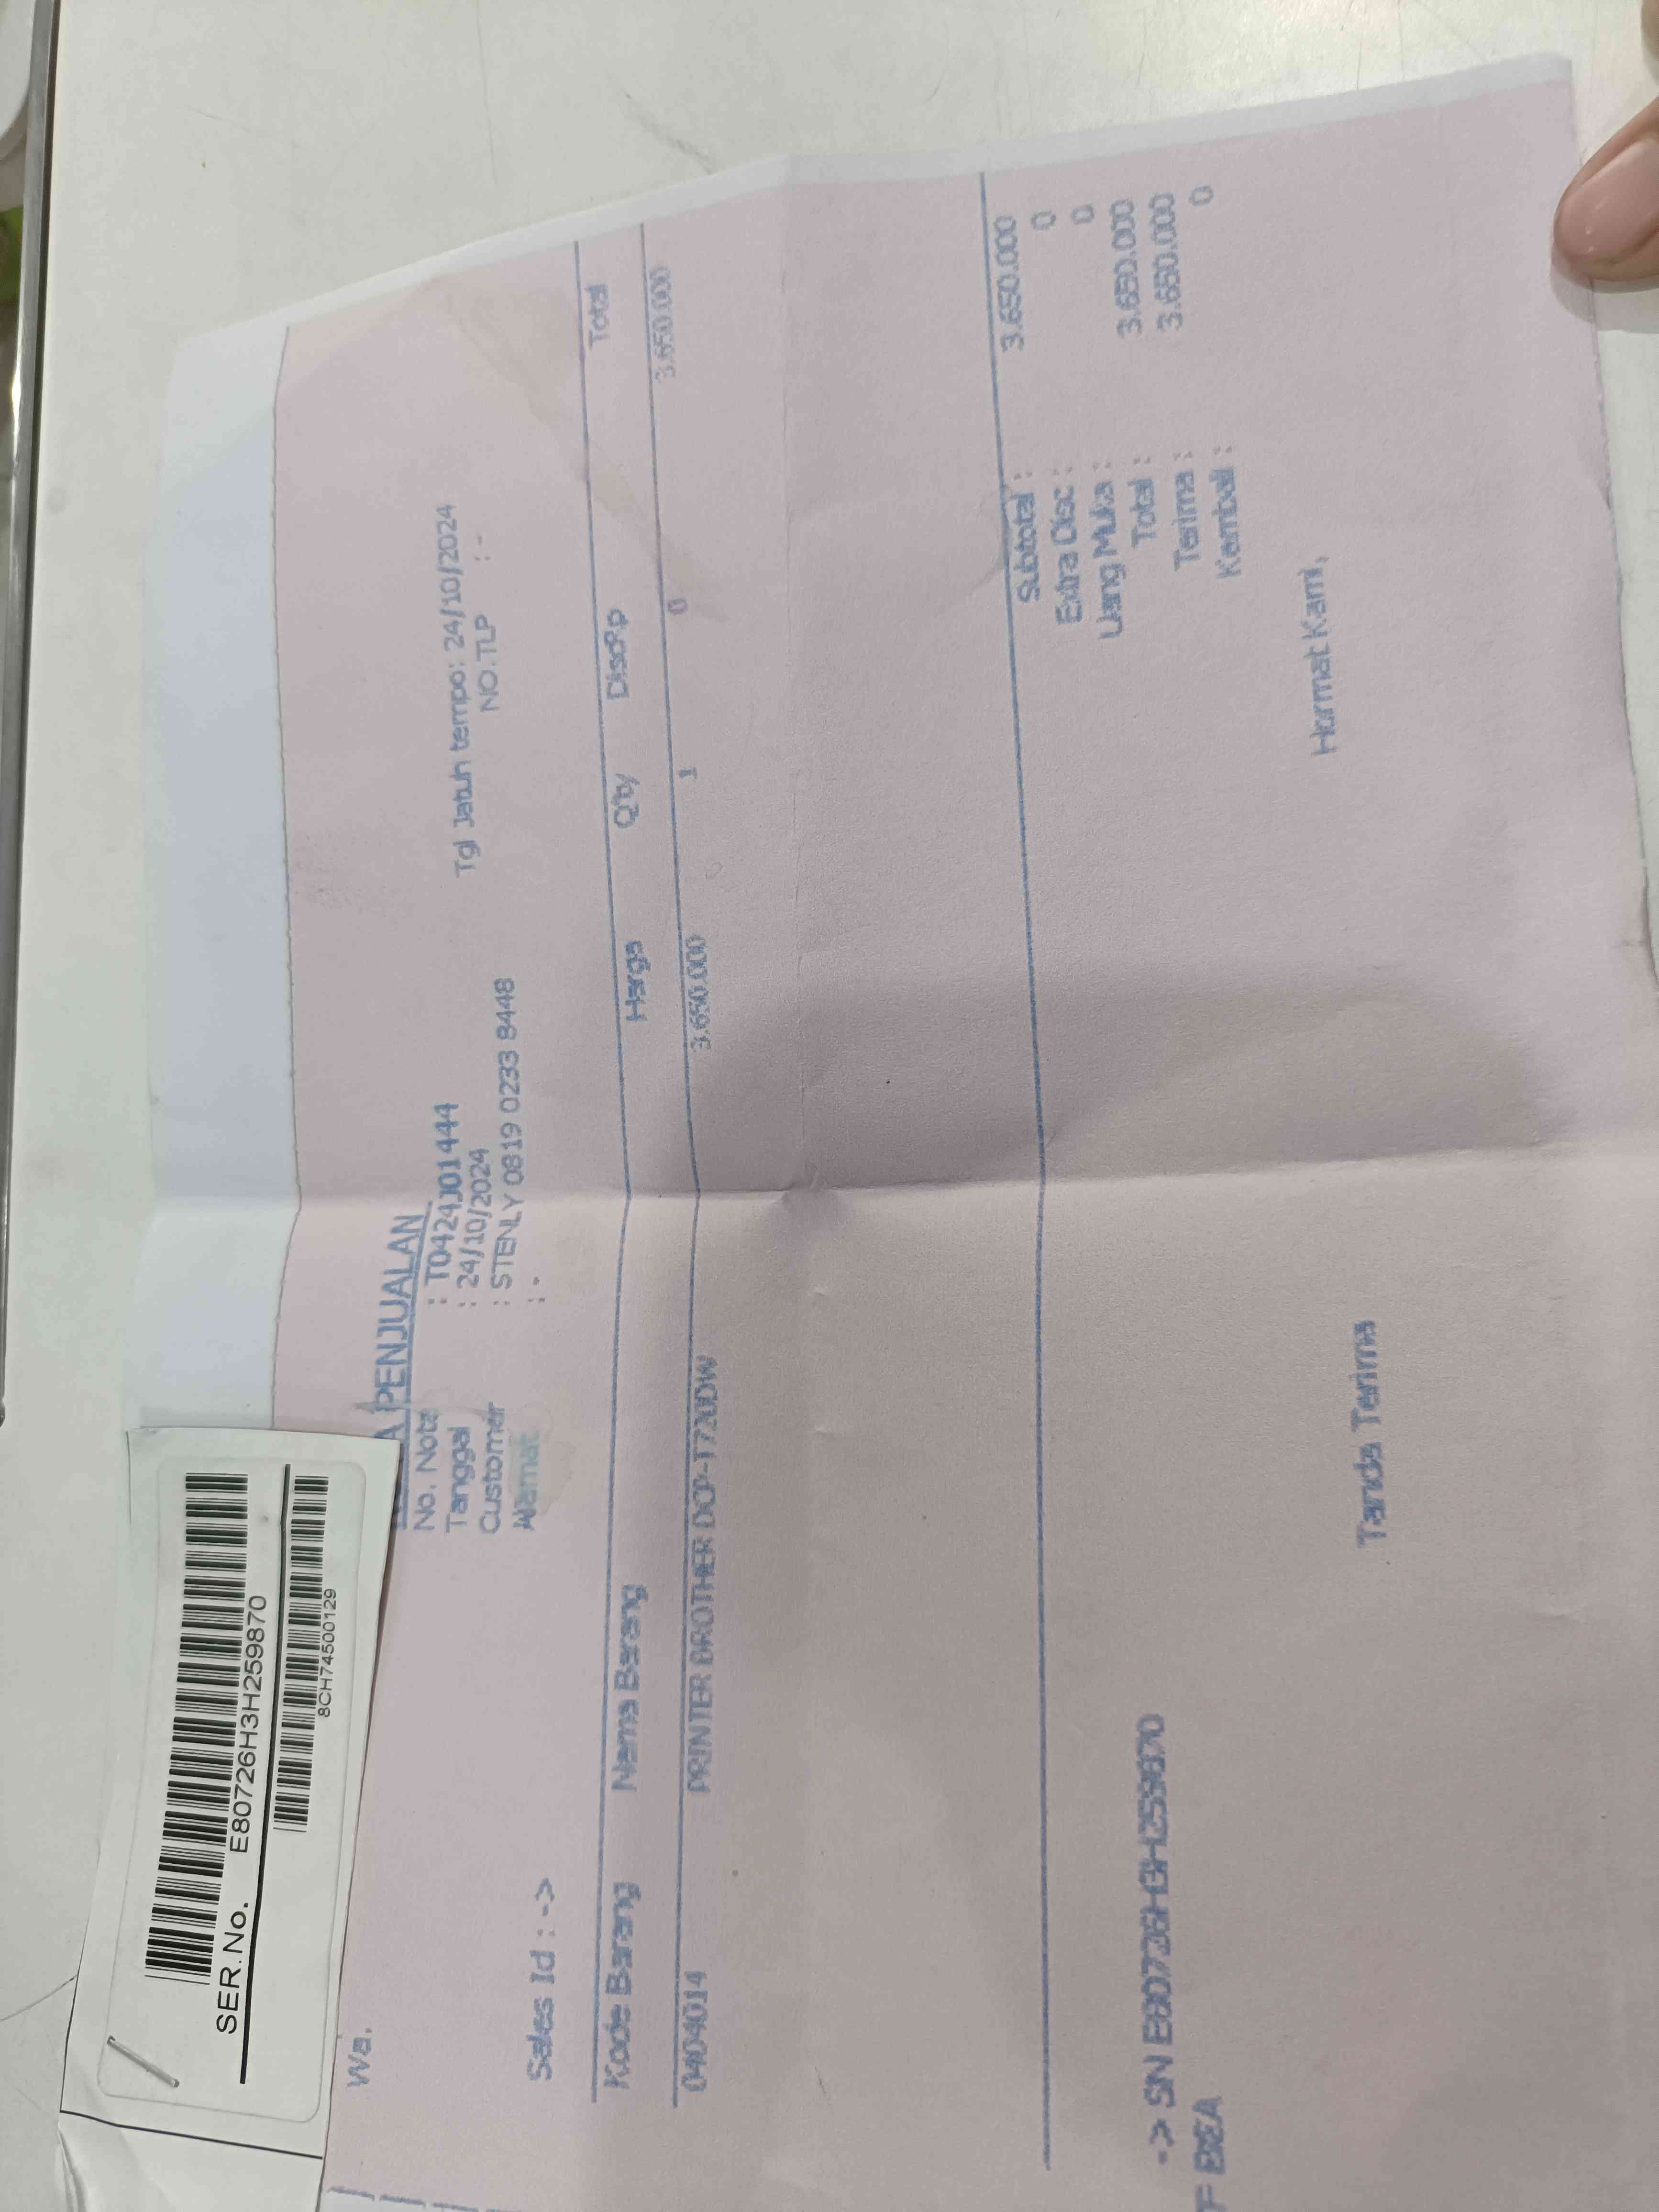 SER.No. E80726H3H259870
8CH74500129
Wa.
A PENJUALAN
No. Nota : T0424J01444
Tanggal : 24/10/2024
Tgl Jatuh tempo: 24/10/2024
Customer : STENLY 0819 0233 8448
NO.TLP : -
Alamat : -
Sales Id : ->
Kode Barang Nama Barang Harga Qty DiscRp Total
0404014 PRINTER BROTHER DCP-T720DW 3.650.000 1 0 3.650.000
Subtotal : 3.650.000
Extra Disc : 0
Uang Muka : 0
Total : 3.650.000
Terima : 3.650.000
Kembali : 0
-> SN E80726H3H259870
F BEA
Hormat Kami,
Tanda Terima